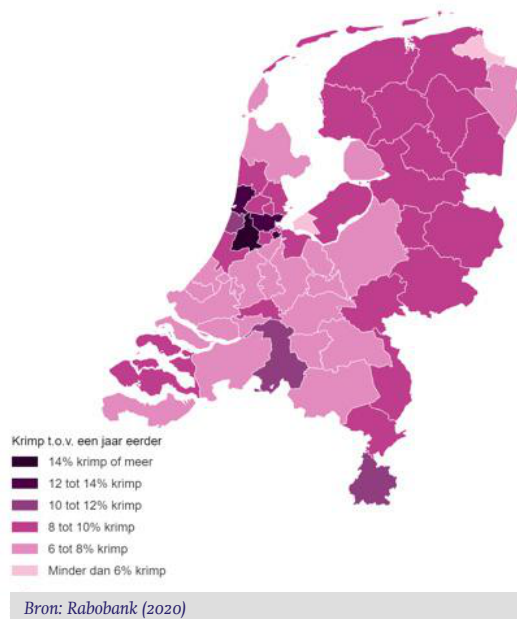 Krimp t.o.v. een jaar eerder
14% krimp of meer
12 tot 14% krimp
10 tot 12% krimp
8 tot 10% krimp
6 tot 8% krimp
Minder dan 6% krimp
Bron: Rabobank (2020)